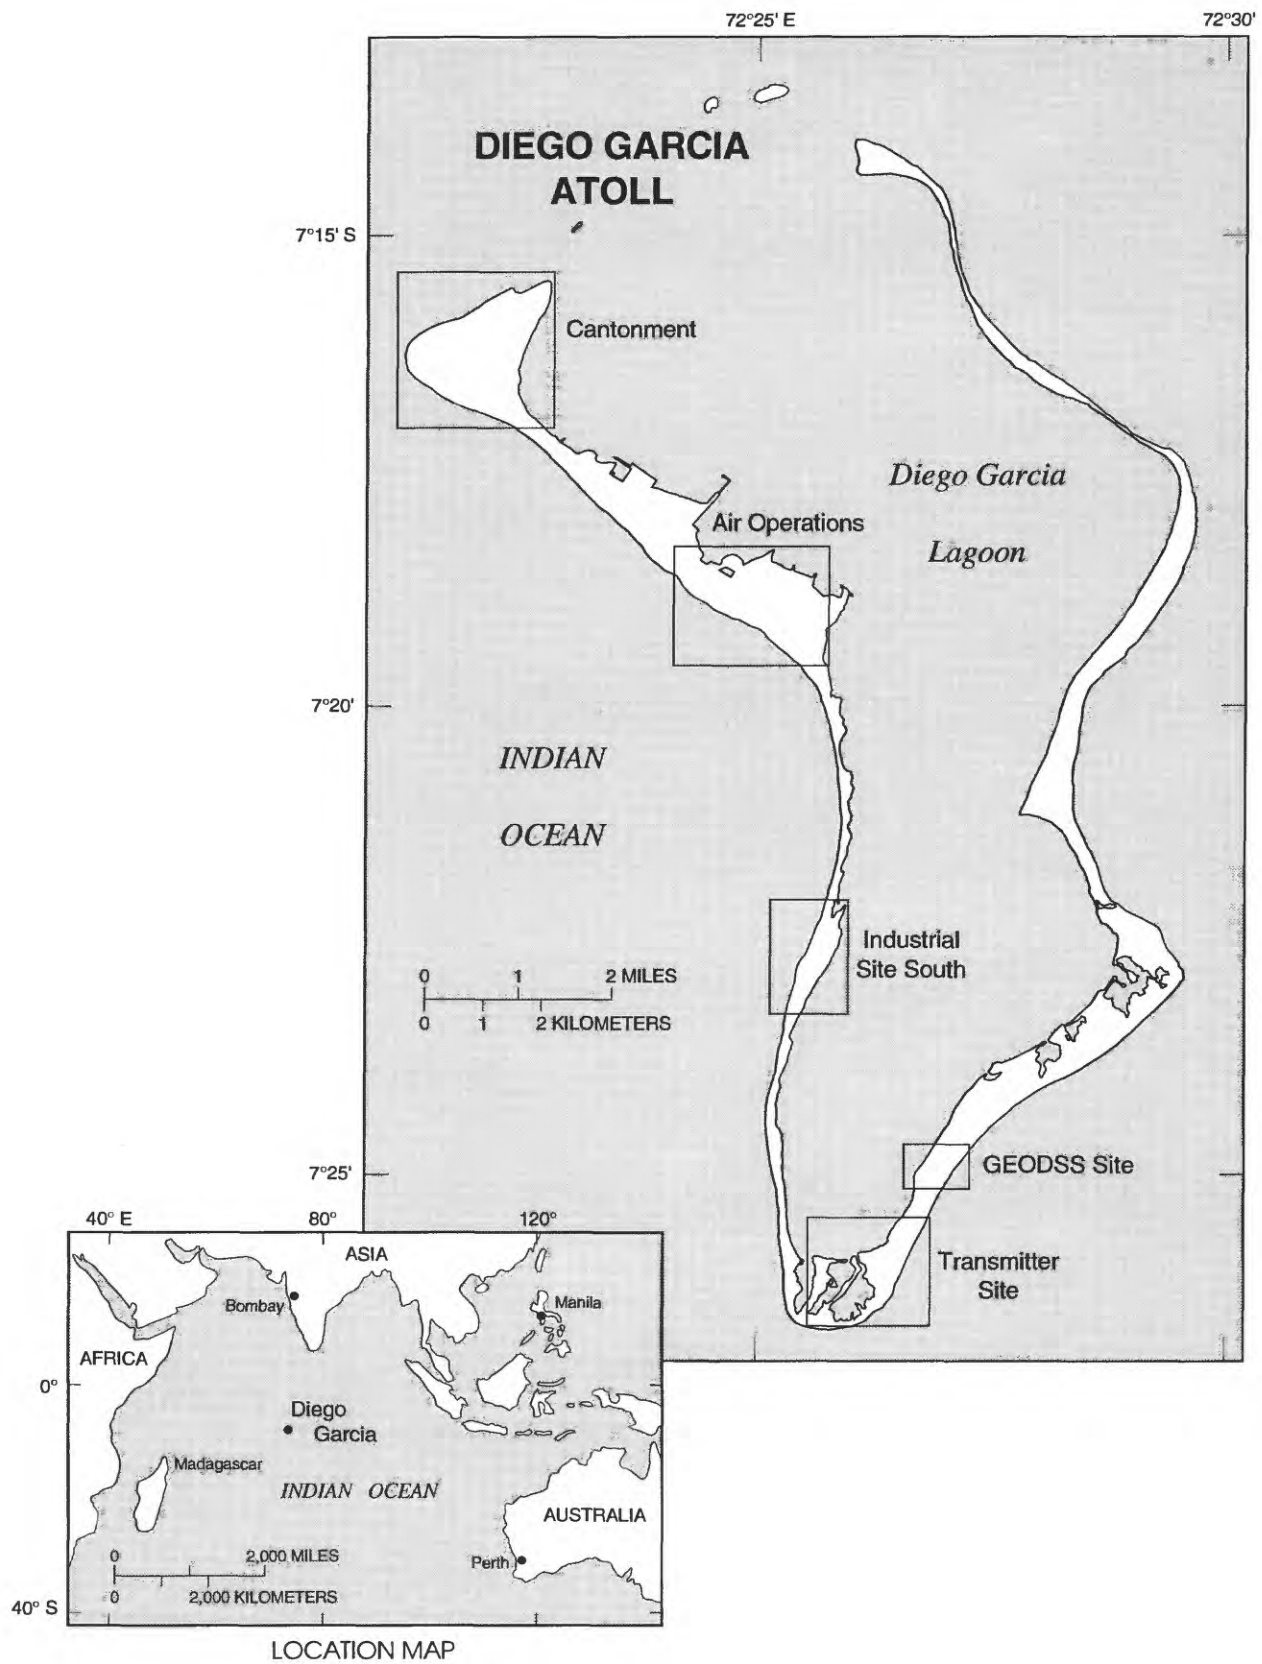 72°25' E
72°30'
DIEGO GARCIA
ATOLL
7°15' S
Cantonment
Diego Garcia
Lagoon
Air Operations
7°20'
INDIAN
OCEAN
Industrial
Site South
0 1 2 MILES
0 1 2 KILOMETERS
7°25'
GEODSS Site
Transmitter
Site
40° E
80°
120°
ASIA
Bombay
Manila
AFRICA
0°
Diego
Garcia
Madagascar
INDIAN OCEAN
AUSTRALIA
0 2,000 MILES
Perth
0 2,000 KILOMETERS
40° S
LOCATION MAP